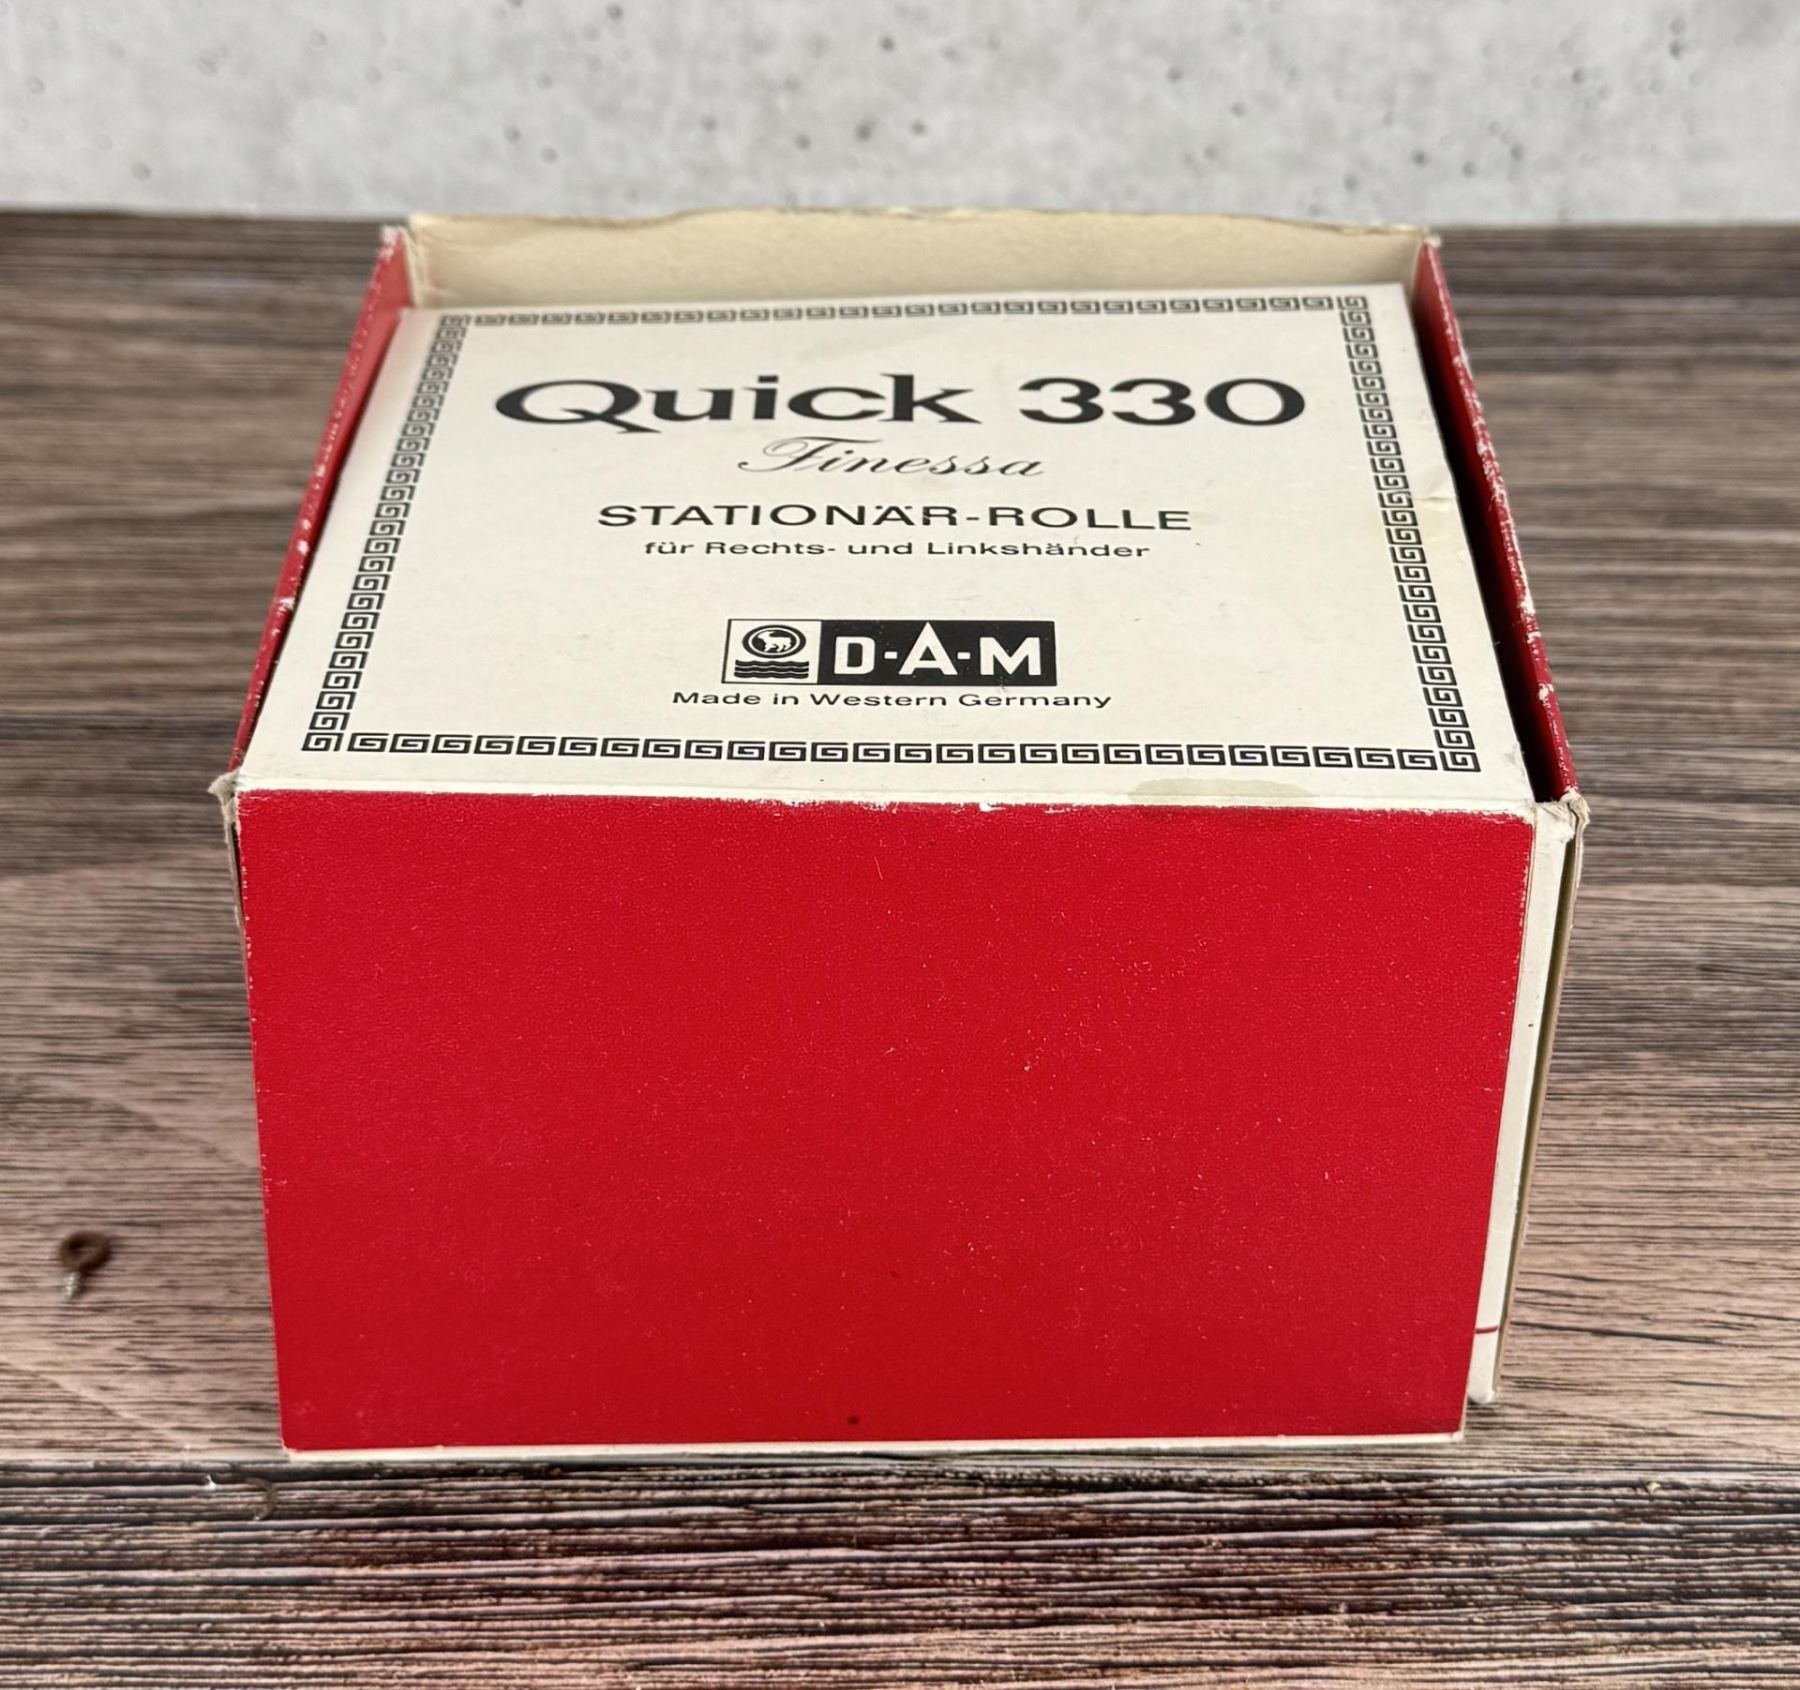 Quick 330
Finessa
STATIONÄR-ROLLE
für Rechts- und Linkshänder
D·A·M
Made in Western Germany